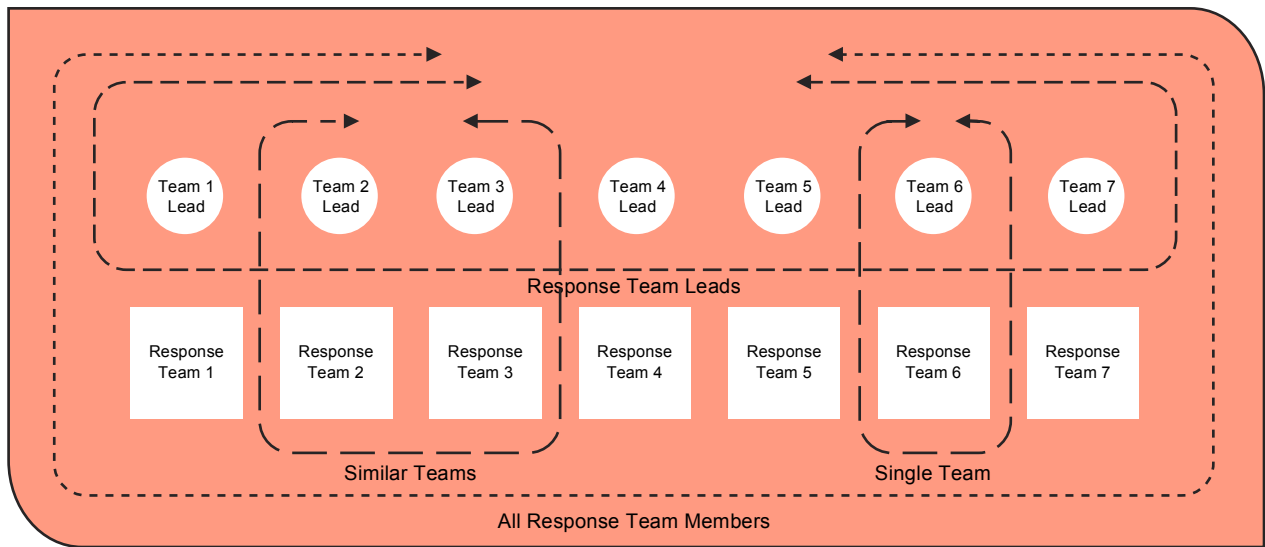 Team 1
Lead
Team 2
Lead
Team 3
Lead
Team 4
Lead
Team 5
Lead
Team 6
Lead
Team 7
Lead
Response Team Leads
Response
Team 1
Response
Team 2
Response
Team 3
Response
Team 4
Response
Team 5
Response
Team 6
Response
Team 7
Similar Teams
Single Team
All Response Team Members